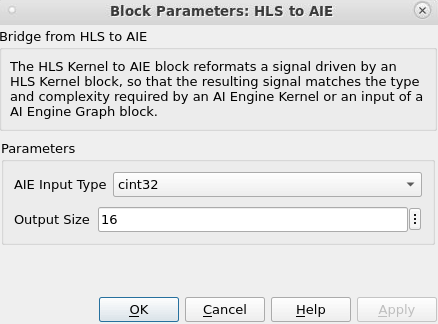 Block Parameters: HLS to AIE
Bridge from HLS to AIE
The HLS Kernel to AIE block reformats a signal driven by an
HLS Kernel block, so that the resulting signal matches the type
and complexity required by an AI Engine Kernel or an input of a
AI Engine Graph block.
Parameters
AIE Input Type cint32
Output Size 16
OK Cancel Help Apply